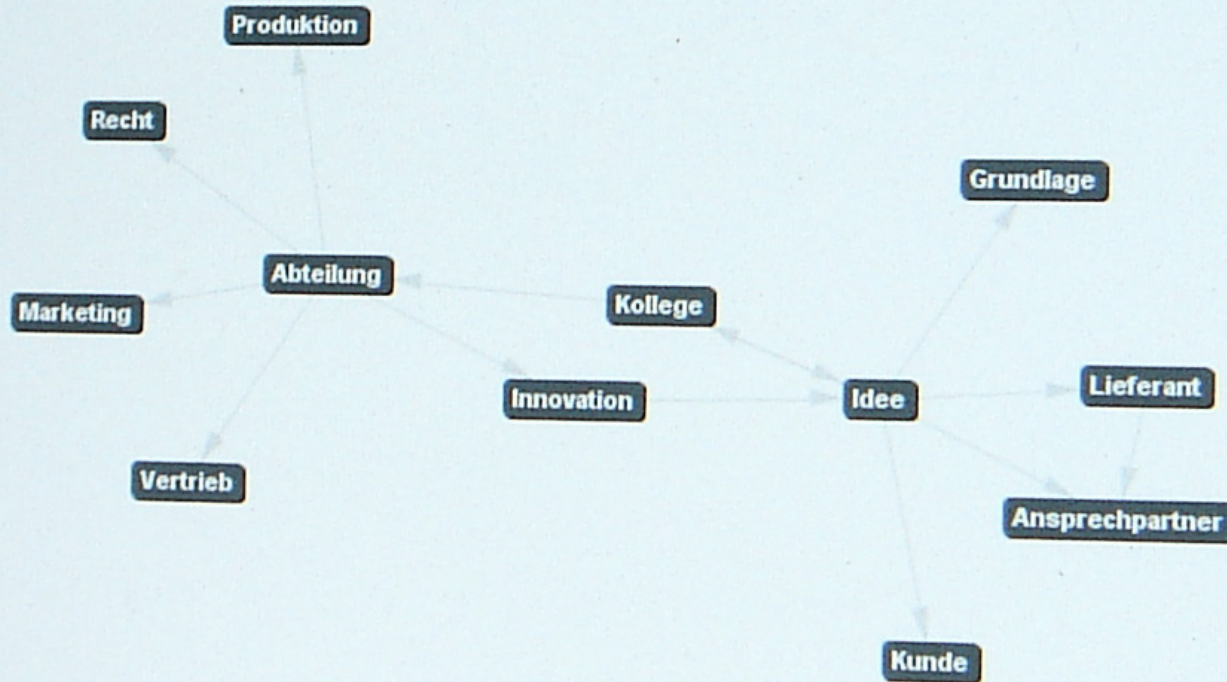 Produktion
Recht
Grundlage
Abteilung
Marketing
Kollege
Innovation
Idee
Lieferant
Vertrieb
Ansprechpartner
Kunde